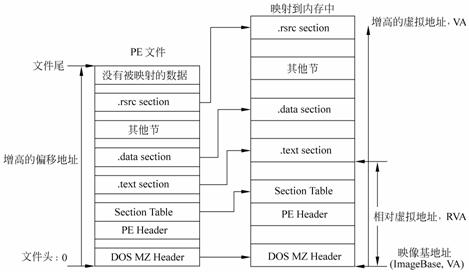 映射到内存中
PE 文件
增高的虚拟地址, VA
.rsrc section
文件尾
没有被映射的数据
其他节
.rsrc section
.data section
其他节
.data section
.text section
增高的偏移地址
.text section
Section Table
Section Table
相对虚拟地址, RVA
PE Header
PE Header
文件头: 0
DOS MZ Header
DOS MZ Header
映像基地址
(ImageBase, VA)